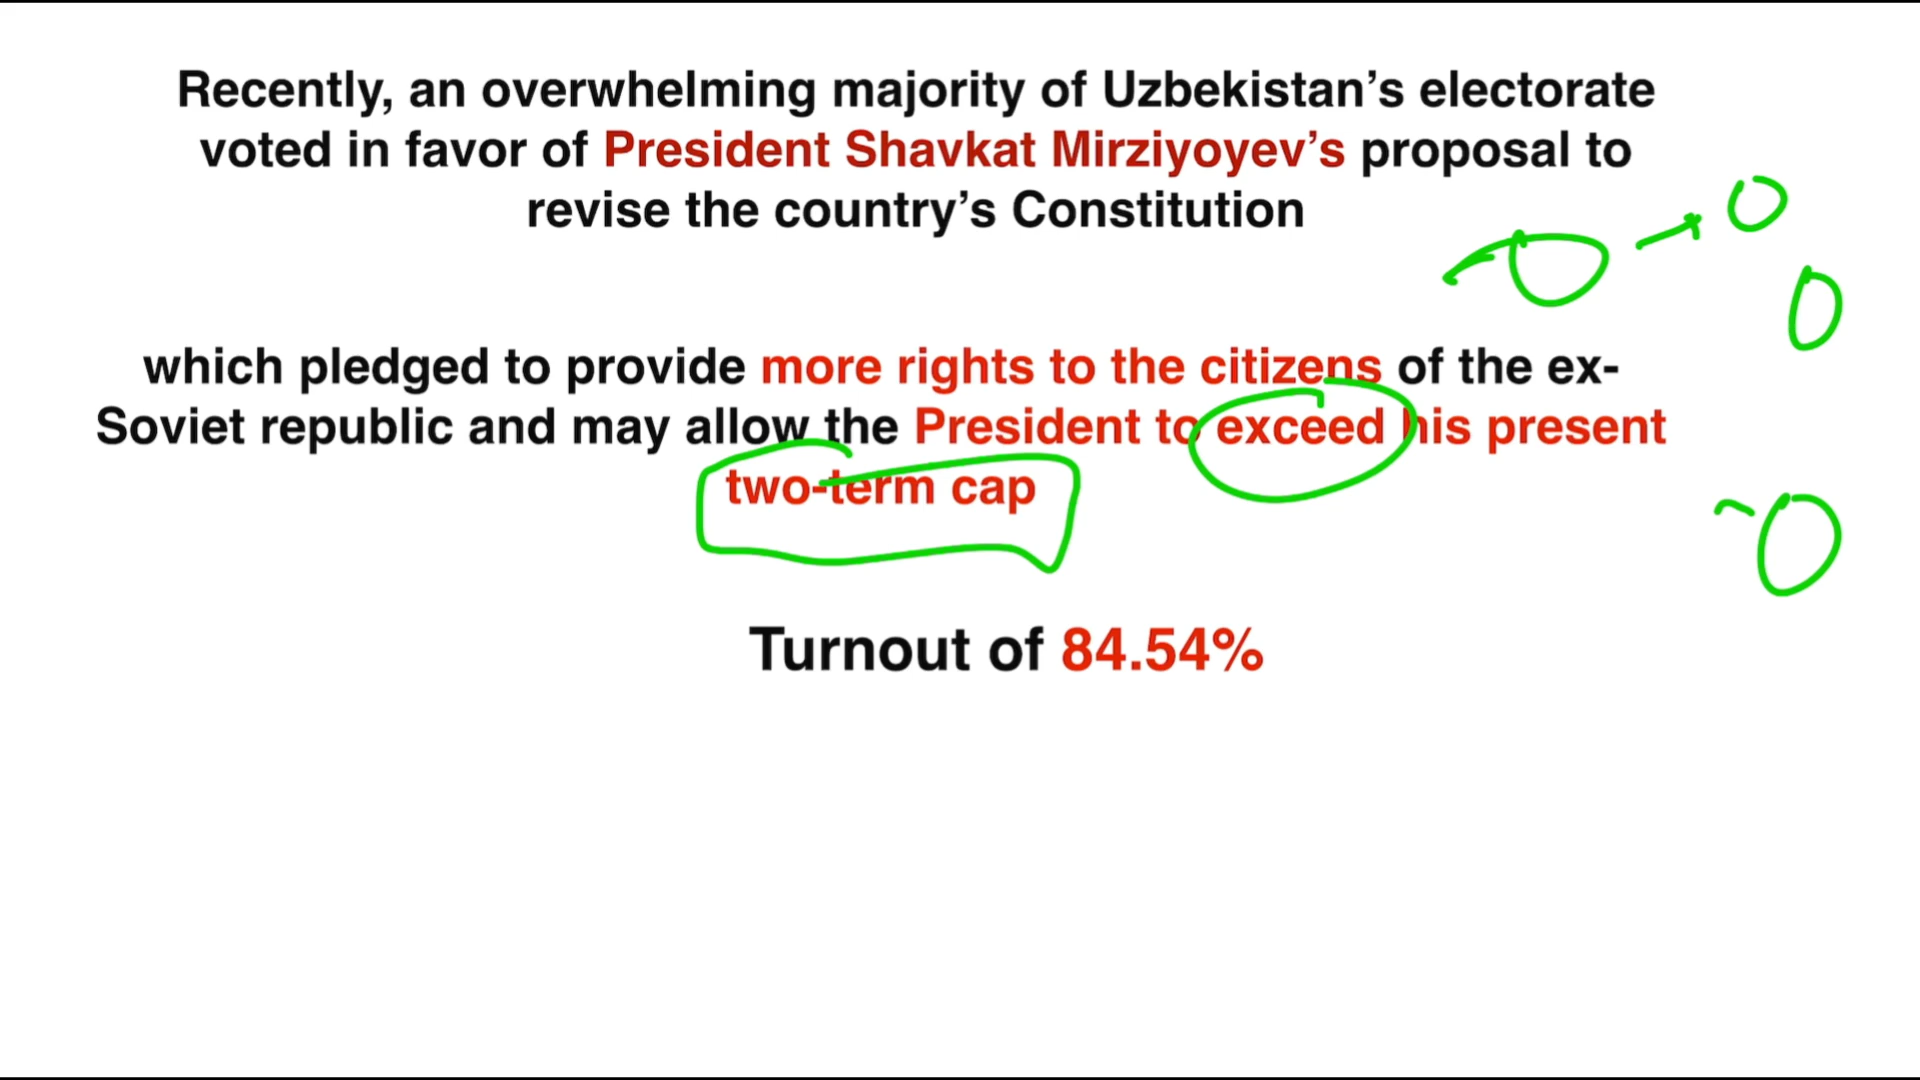 Recently, an overwhelming majority of Uzbekistan’s electorate
voted in favor of President Shavkat Mirziyoyev’s proposal to
revise the country’s Constitution
which pledged to provide more rights to the citizens of the ex-
Soviet republic and may allow the President to exceed his present
two-term cap
Turnout of 84.54%